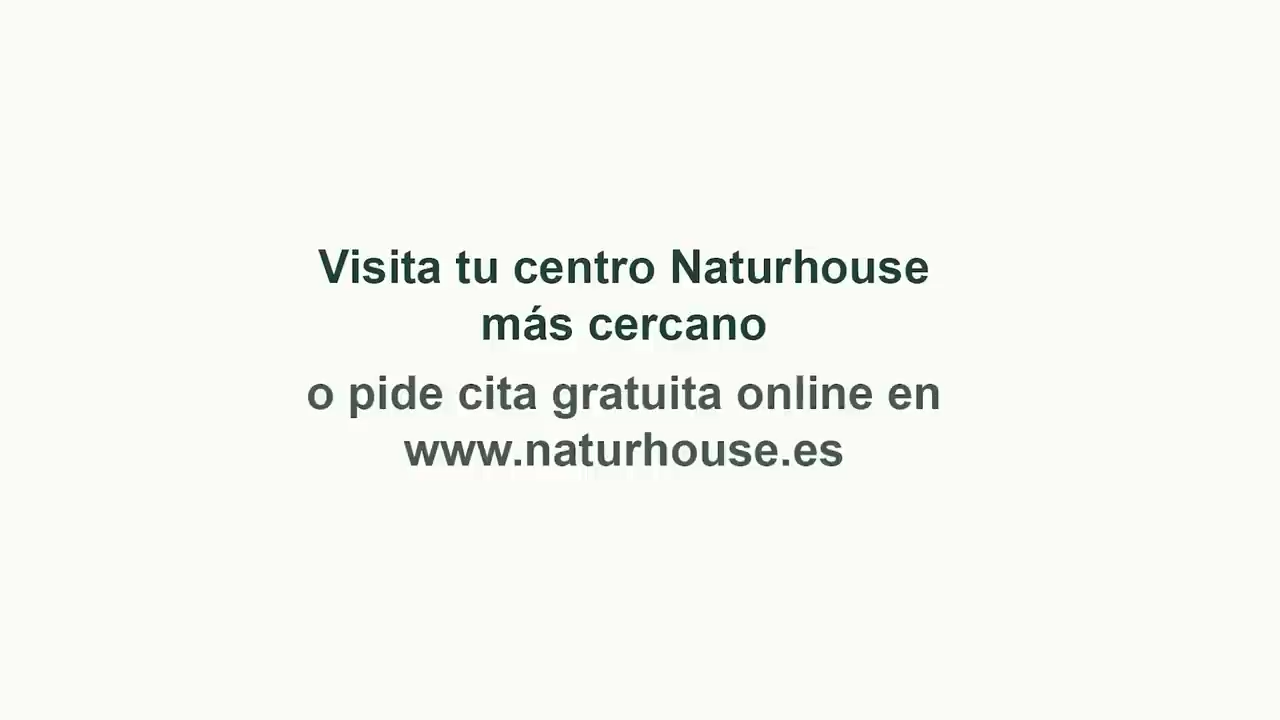 Visita tu centro Naturhouse
más cercano
o pide cita gratuita online en
www.naturhouse.es